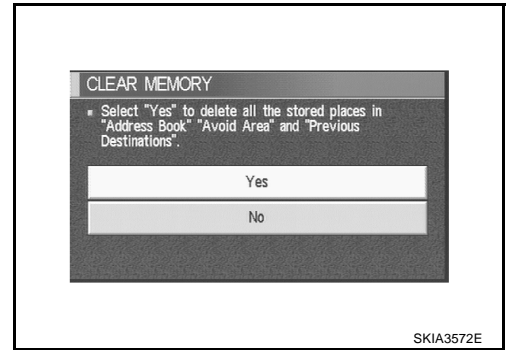 CLEAR MEMORY
Select "Yes" to delete all the stored places in
"Address Book" "Avoid Area" and "Previous
Destinations".
Yes
No
SKIA3572E